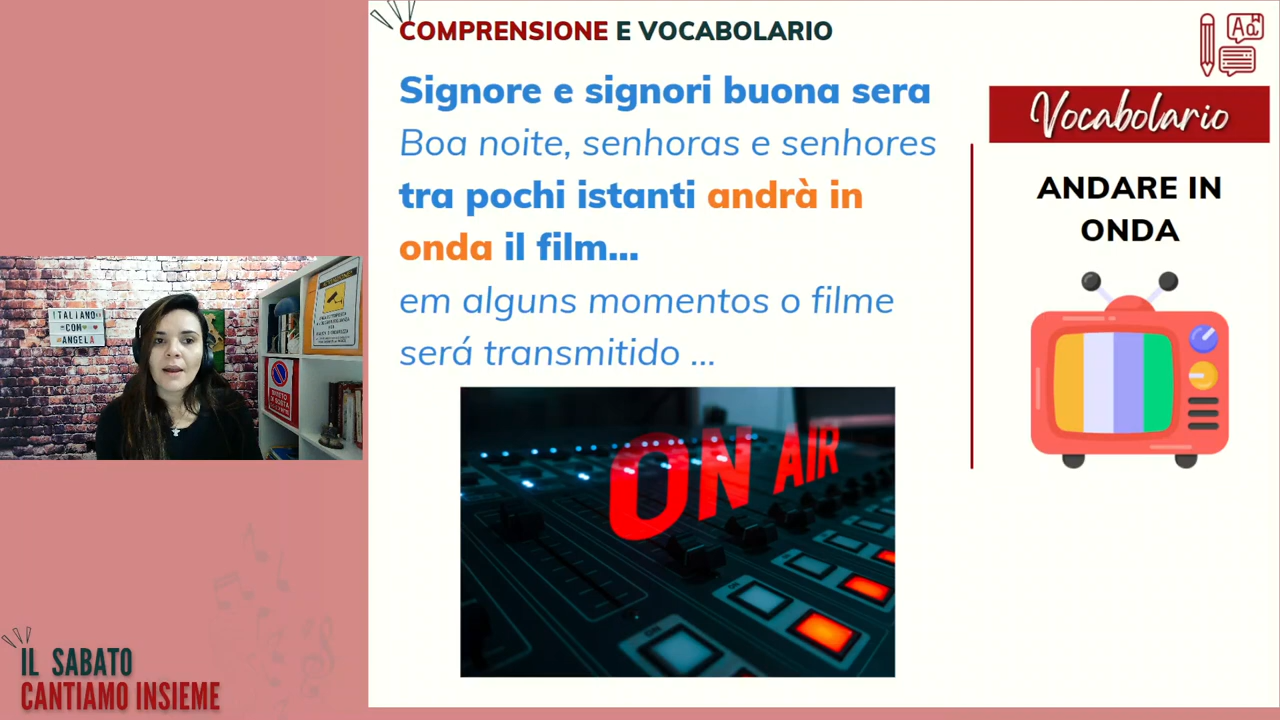 COMPRENSIONE E VOCABOLARIO
Signore e signori buona sera
Boa noite, senhoras e senhores
tra pochi istanti andrà in
onda il film...
em alguns momentos o filme
será transmitido ...
ON AIR
Vocabolario
ANDARE IN
ONDA
ITALIANO
COM
ANGELA
IL SABATO
CANTIAMO INSIEME